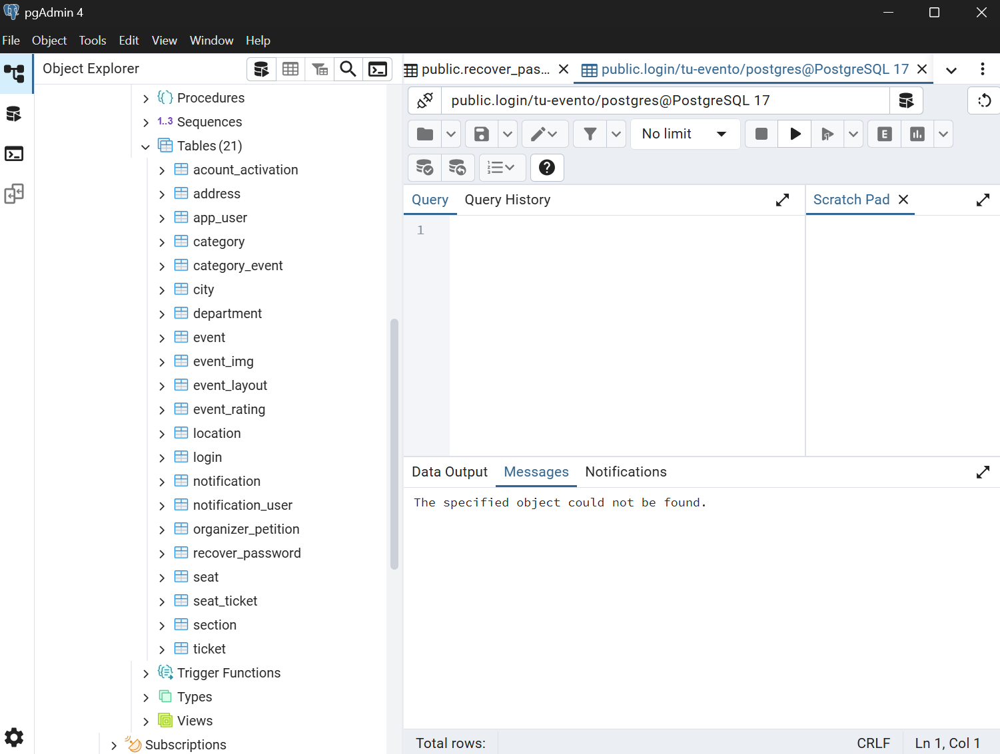 pgAdmin 4
File Object Tools Edit View Window Help
Object Explorer
Procedures
1..3 Sequences
Tables (21)
acount_activation
address
app_user
category
category_event
city
department
event
event_img
event_layout
event_rating
location
login
notification
notification_user
organizer_petition
recover_password
seat
seat_ticket
section
ticket
Trigger Functions
Types
Views
Subscriptions
public.recover_pas... public.login/tu-evento/postgres@PostgreSQL 17
public.login/tu-evento/postgres@PostgreSQL 17
No limit
E
Query Query History
Scratch Pad
1
Data Output Messages Notifications
The specified object could not be found.
Total rows:
CRLF Ln 1, Col 1